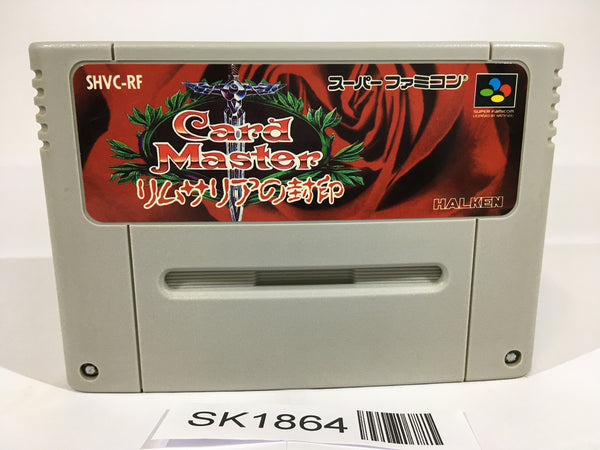 SHVC-RF
スーパーファミコン
SUPER FAMICOM
Card
Master
リムサリアの封印
HALKEN
SK1864